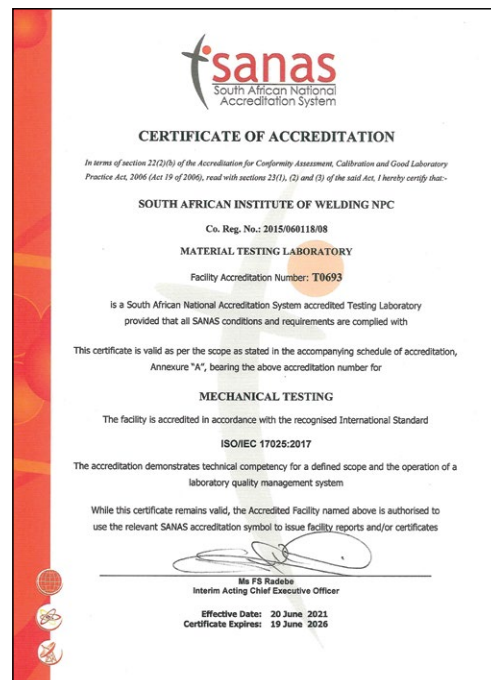 sanas
South African National
Accreditation System
CERTIFICATE OF ACCREDITATION
In terms of section 22(2)(b) of the Accreditation for Conformity Assessment, Calibration and Good Laboratory
Practice Act, 2006 (Act 19 of 2006), read with sections 23(1), (2) and (3) of the said Act, I hereby certify that:-
SOUTH AFRICAN INSTITUTE OF WELDING NPC
Co. Reg. No.: 2015/060118/08
MATERIAL TESTING LABORATORY
Facility Accreditation Number: T0693
is a South African National Accreditation System accredited Testing Laboratory
provided that all SANAS conditions and requirements are complied with
This certificate is valid as per the scope as stated in the accompanying schedule of accreditation,
Annexure "A", bearing the above accreditation number for
MECHANICAL TESTING
The facility is accredited in accordance with the recognised International Standard
ISO/IEC 17025:2017
The accreditation demonstrates technical competency for a defined scope and the operation of a
laboratory quality management system
While this certificate remains valid, the Accredited Facility named above is authorised to
use the relevant SANAS accreditation symbol to issue facility reports and/or certificates
Ms FS Radebe
Interim Acting Chief Executive Officer
Effective Date: 20 June 2021
Certificate Expires: 19 June 2026